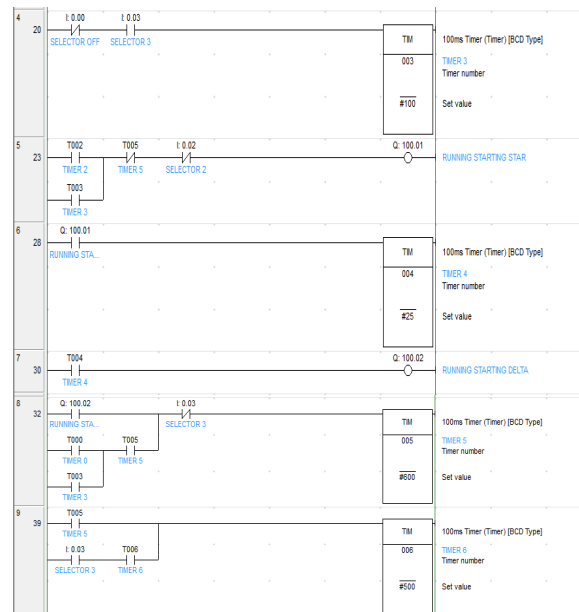 4 I: 0.00 I: 0.03
20 TIM 100ms Timer (Timer) [BCD Type]
SELECTOR OFF SELECTOR 3
003 TIMER 3
Timer number
#100 Set value
5 T002 T005 I: 0.02 Q: 100.01
23 RUNNING STARTING STAR
TIMER 2 TIMER 5 SELECTOR 2
T003
TIMER 3
6 Q: 100.01
28 TIM 100ms Timer (Timer) [BCD Type]
RUNNING STA...
004 TIMER 4
Timer number
#25 Set value
7 T004 Q: 100.02
30 RUNNING STARTING DELTA
TIMER 4
8 Q: 100.02 I: 0.03
32 TIM 100ms Timer (Timer) [BCD Type]
RUNNING STA... SELECTOR 3
T000 T005 005 TIMER 5
Timer number
TIMER 0 TIMER 5
T003 #600 Set value
TIMER 3
9 T005
39 TIM 100ms Timer (Timer) [BCD Type]
TIMER 5
I: 0.03 T006 006 TIMER 6
Timer number
SELECTOR 3 TIMER 6
#500 Set value